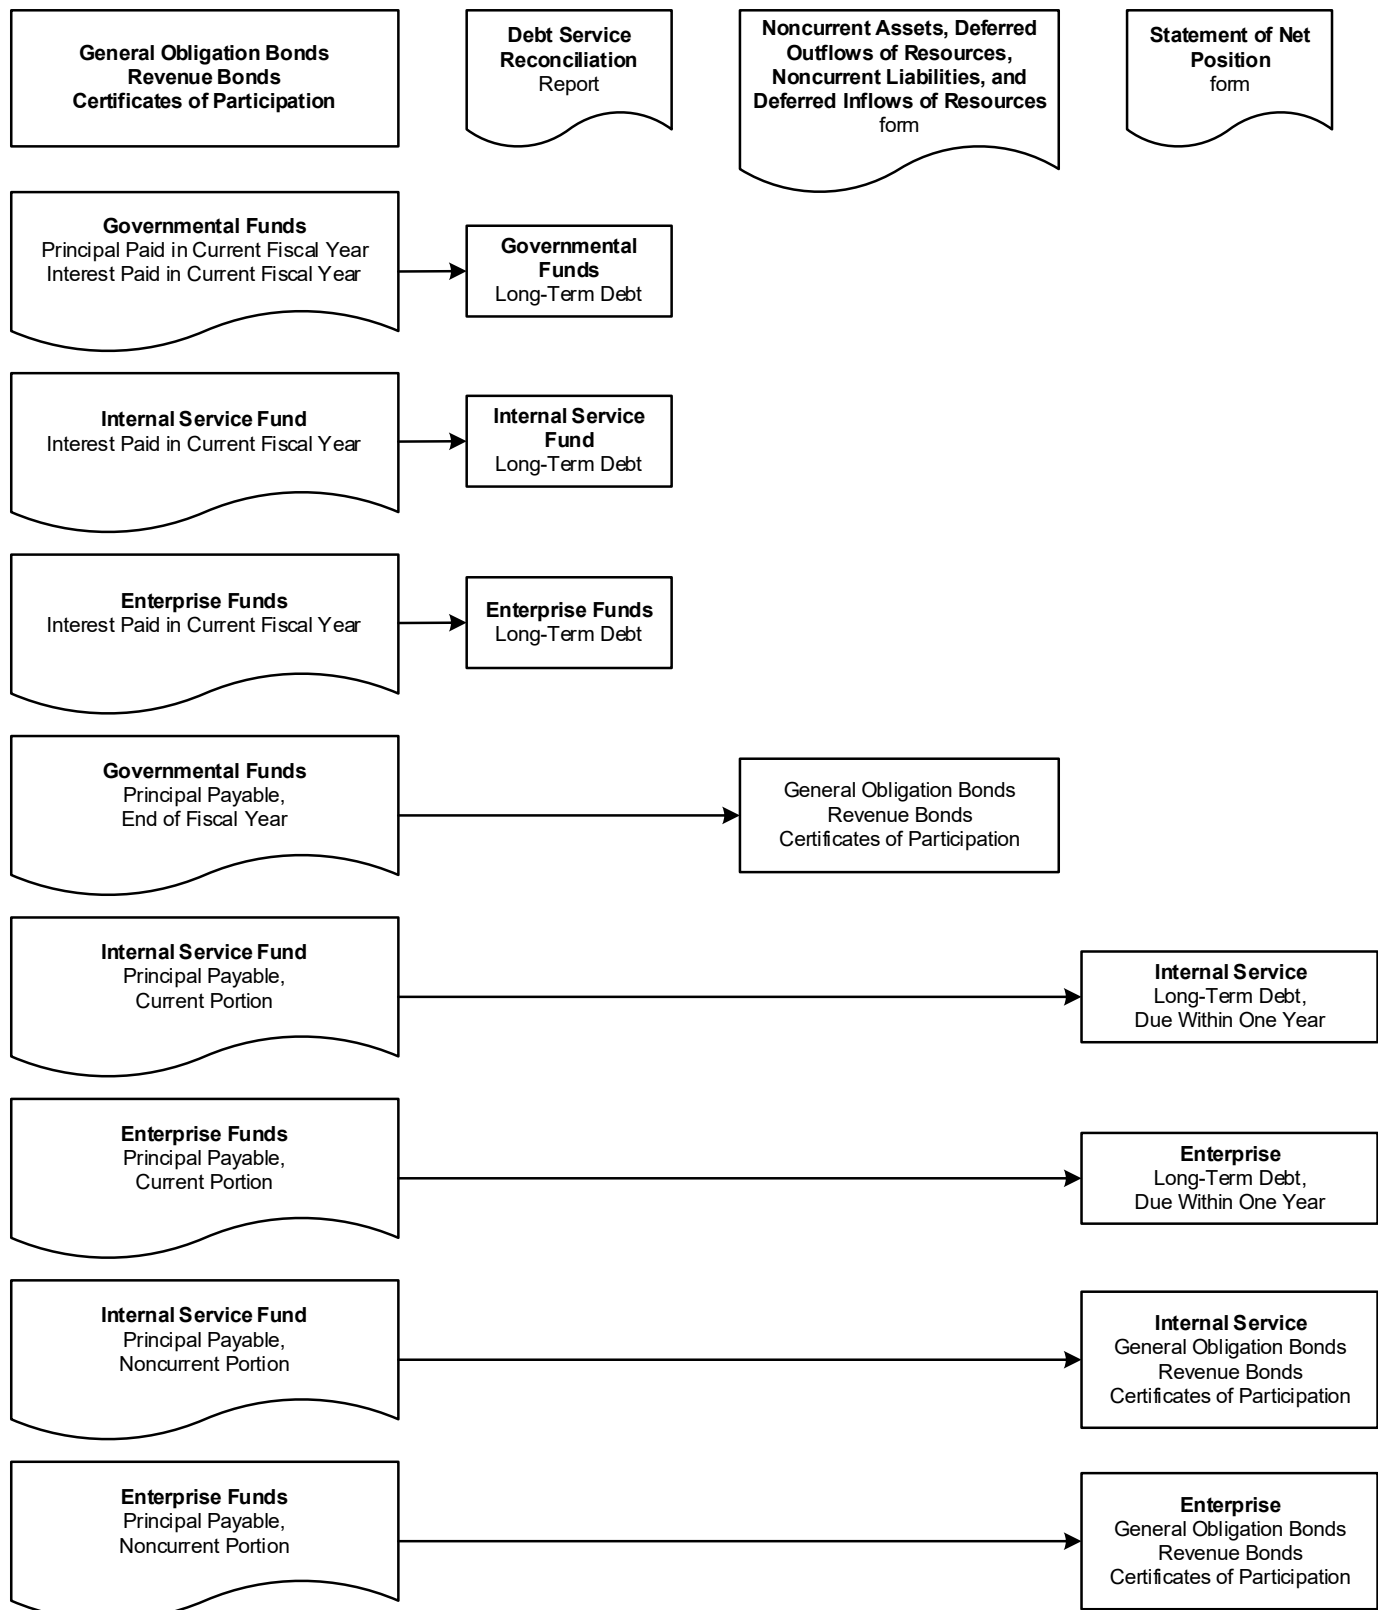 General Obligation Bonds
Revenue Bonds
Certificates of Participation
Debt Service
Reconciliation
Report
Noncurrent Assets, Deferred
Outflows of Resources,
Noncurrent Liabilities, and
Deferred Inflows of Resources
form
Statement of Net
Position
form
Governmental Funds
Principal Paid in Current Fiscal Year
Interest Paid in Current Fiscal Year
Governmental
Funds
Long-Term Debt
Internal Service Fund
Interest Paid in Current Fiscal Year
Internal Service
Fund
Long-Term Debt
Enterprise Funds
Interest Paid in Current Fiscal Year
Enterprise Funds
Long-Term Debt
Governmental Funds
Principal Payable,
End of Fiscal Year
General Obligation Bonds
Revenue Bonds
Certificates of Participation
Internal Service Fund
Principal Payable,
Current Portion
Internal Service
Long-Term Debt,
Due Within One Year
Enterprise Funds
Principal Payable,
Current Portion
Enterprise
Long-Term Debt,
Due Within One Year
Internal Service Fund
Principal Payable,
Noncurrent Portion
Internal Service
General Obligation Bonds
Revenue Bonds
Certificates of Participation
Enterprise Funds
Principal Payable,
Noncurrent Portion
Enterprise
General Obligation Bonds
Revenue Bonds
Certificates of Participation